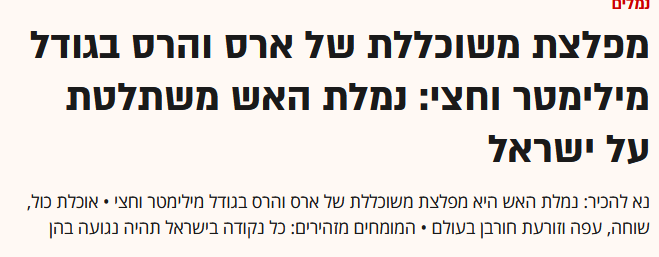 נמלים
מפלצת משוכללת של ארס והרס בגודל
מילימטר וחצי: נמלת האש משתלטת
על ישראל
נא להכיר: נמלת האש היא מפלצת משוכללת של ארס והרס בגודל מילימטר וחצי • אוכלת כול,
שוחה, עפה וזורעת חורבן בעולם • המומחים מזהירים: כל נקודה בישראל תהיה נגועה בהן